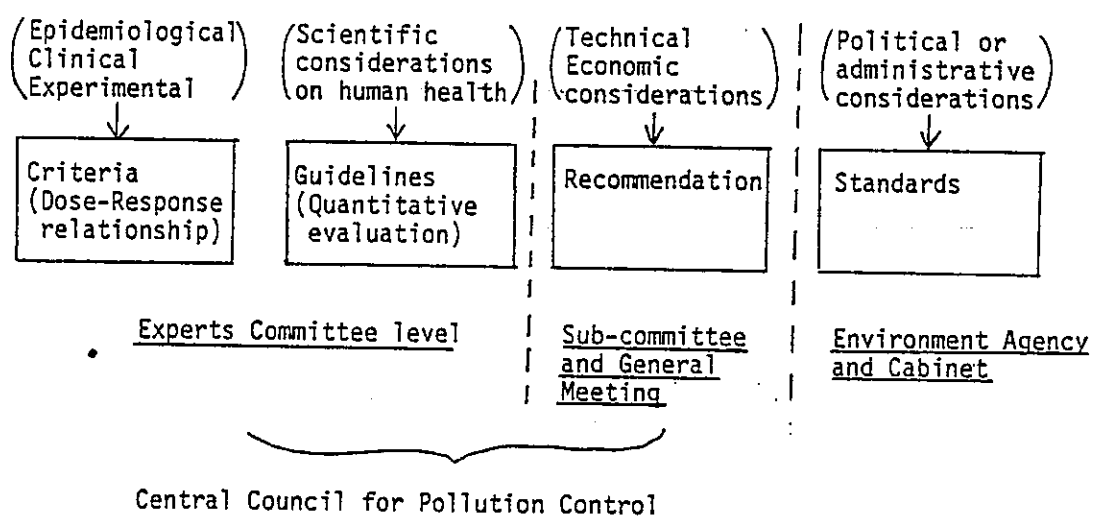 (Epidemiological
Clinical
Experimental)
(Scientific
considerations
on human health)
(Technical
Economic
considerations)
(Political or
administrative
considerations)
Criteria
(Dose-Response
relationship)
Guidelines
(Quantitative
evaluation)
Recommendation
Standards
Experts Committee level
Sub-committee
and General
Meeting
Environment Agency
and Cabinet
Central Council for Pollution Control